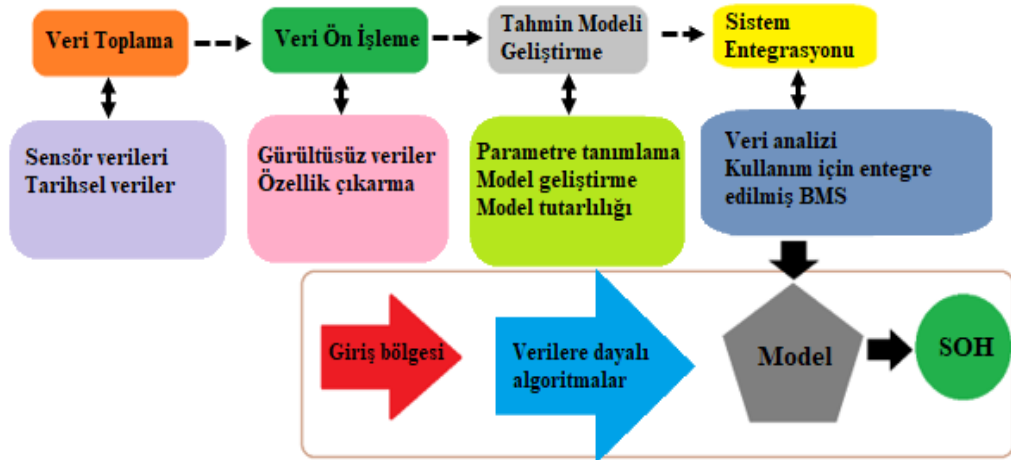 Veri Toplama
Veri Ön İşleme
Tahmin Modeli
Geliştirme
Sistem
Entegrasyonu
Sensör verileri
Tarihsel veriler
Gürültüsüz veriler
Özellik çıkarma
Parametre tanımlama
Model geliştirme
Model tutarlılığı
Veri analizi
Kullanım için entegre
edilmiş BMS
Giriş bölgesi
Verilere dayalı
algoritmalar
Model
SOH